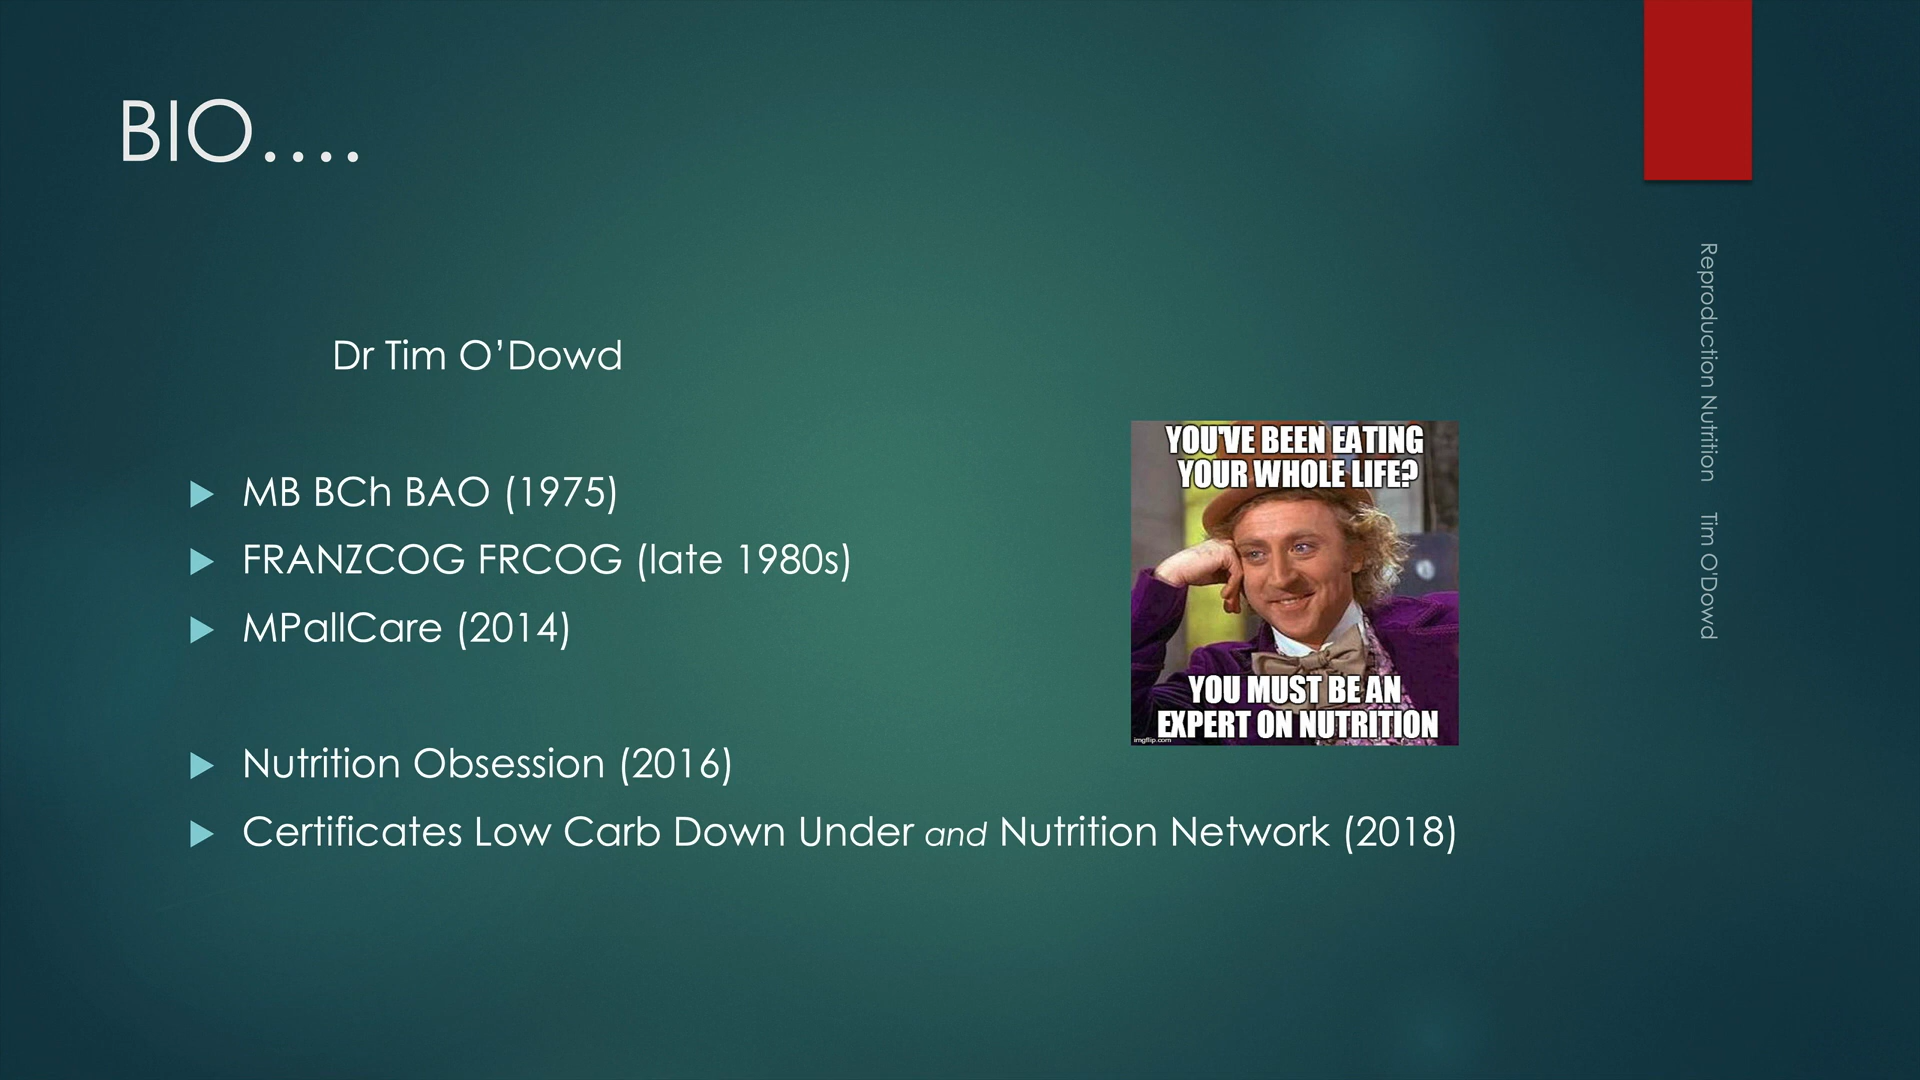 BIO....
Dr Tim O’Dowd
MB BCh BAO (1975)
FRANZCOG FRCOG (late 1980s)
MPallCare (2014)
Nutrition Obsession (2016)
Certificates Low Carb Down Under and Nutrition Network (2018)
YOU'VE BEEN EATING
YOUR WHOLE LIFE?
YOU MUST BE AN
EXPERT ON NUTRITION
imgflip.com
Reproduction Nutrition Tim O'Dowd